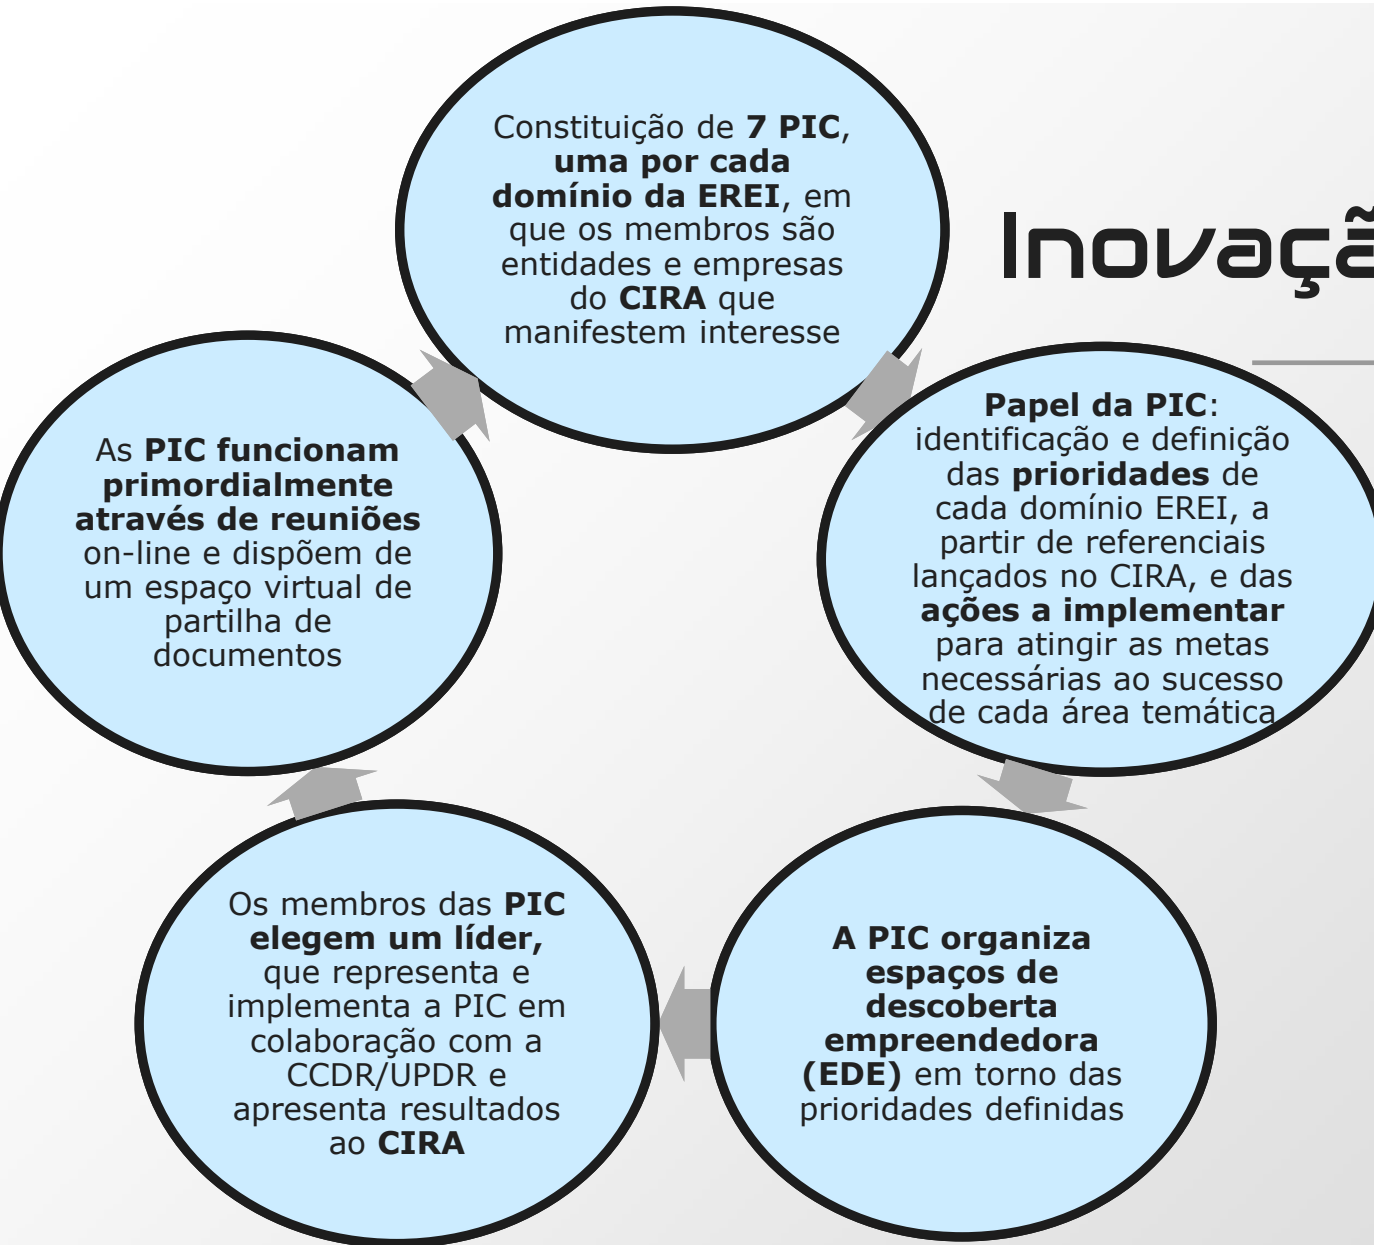 Constituição de 7 PIC,
uma por cada
domínio da EREI, em
que os membros são
entidades e empresas
do CIRA que
manifestem interesse
Inovaçã
Papel da PIC:
identificação e definição
das prioridades de
cada domínio EREI, a
partir de referenciais
lançados no CIRA, e das
ações a implementar
para atingir as metas
necessárias ao sucesso
de cada área temática
A PIC organiza
espaços de
descoberta
empreendedora
(EDE) em torno das
prioridades definidas
Os membros das PIC
elegem um líder,
que representa e
implementa a PIC em
colaboração com a
CCDR/UPDR e
apresenta resultados
ao CIRA
As PIC funcionam
primordialmente
através de reuniões
on-line e dispõem de
um espaço virtual de
partilha de
documentos